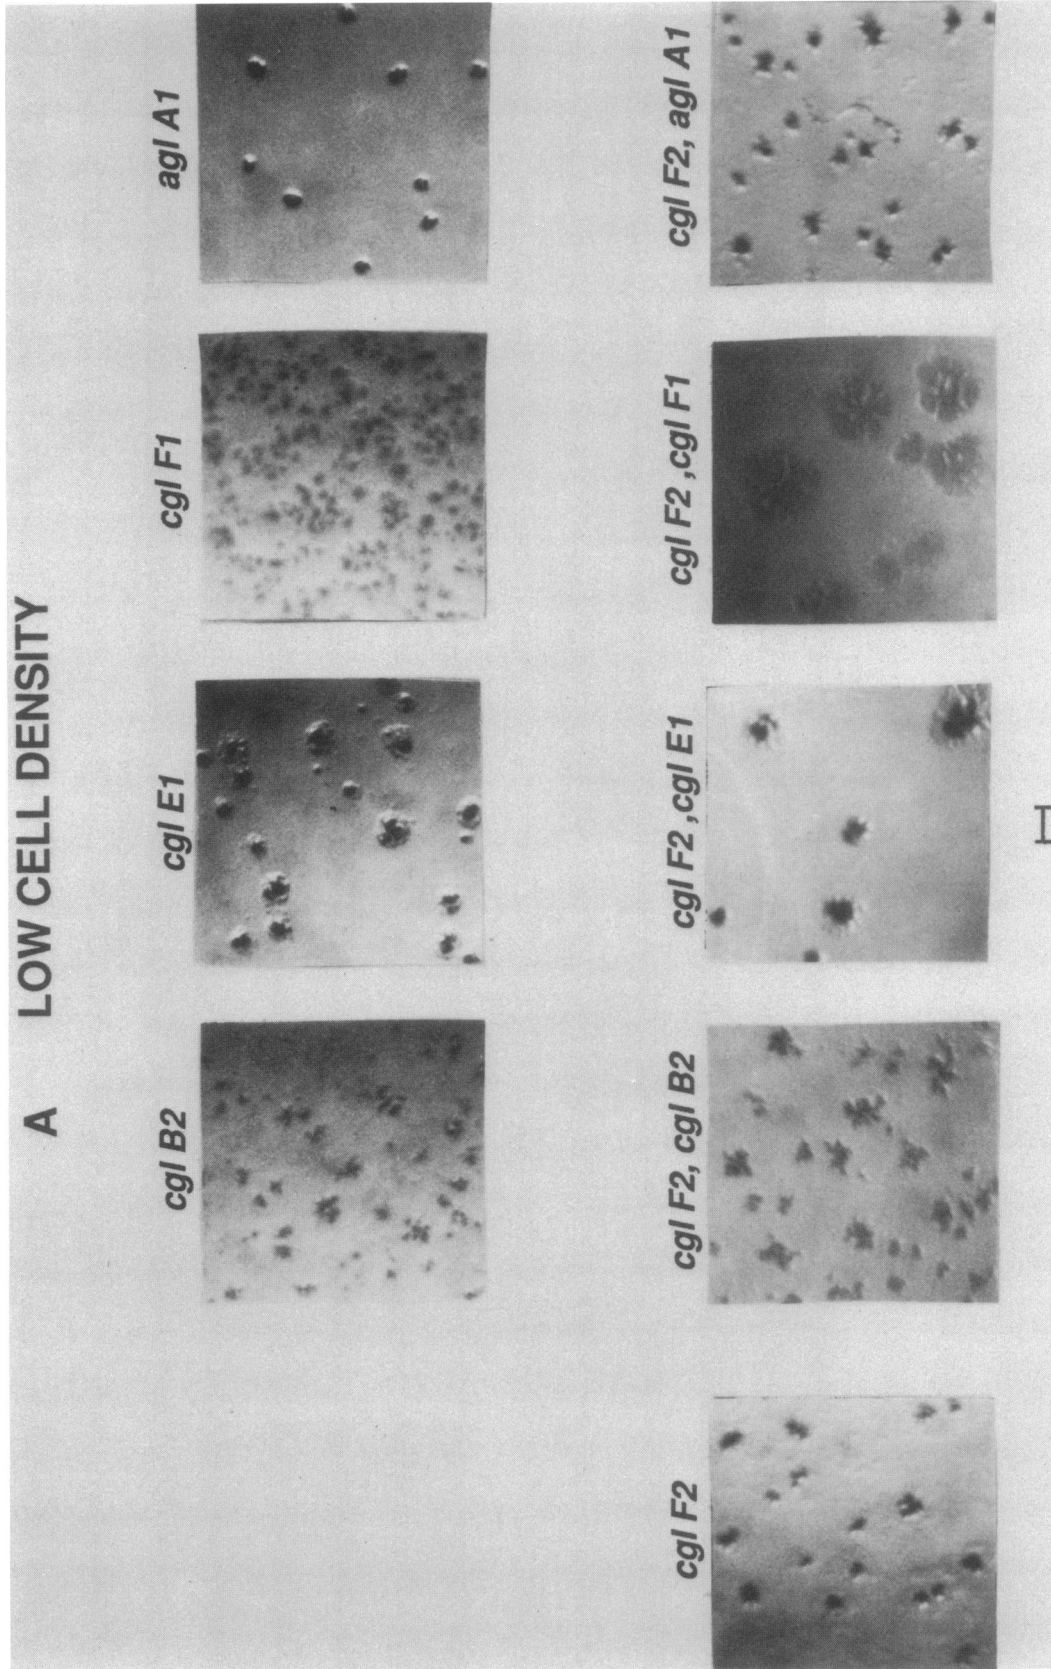 A LOW CELL DENSITY
cgl B2
cgl E1
cgl F1
agl A1
cgl F2
cgl F2, cgl B2
cgl F2 ,cgl E1
cgl F2 ,cgl F1
cgl F2, agl A1